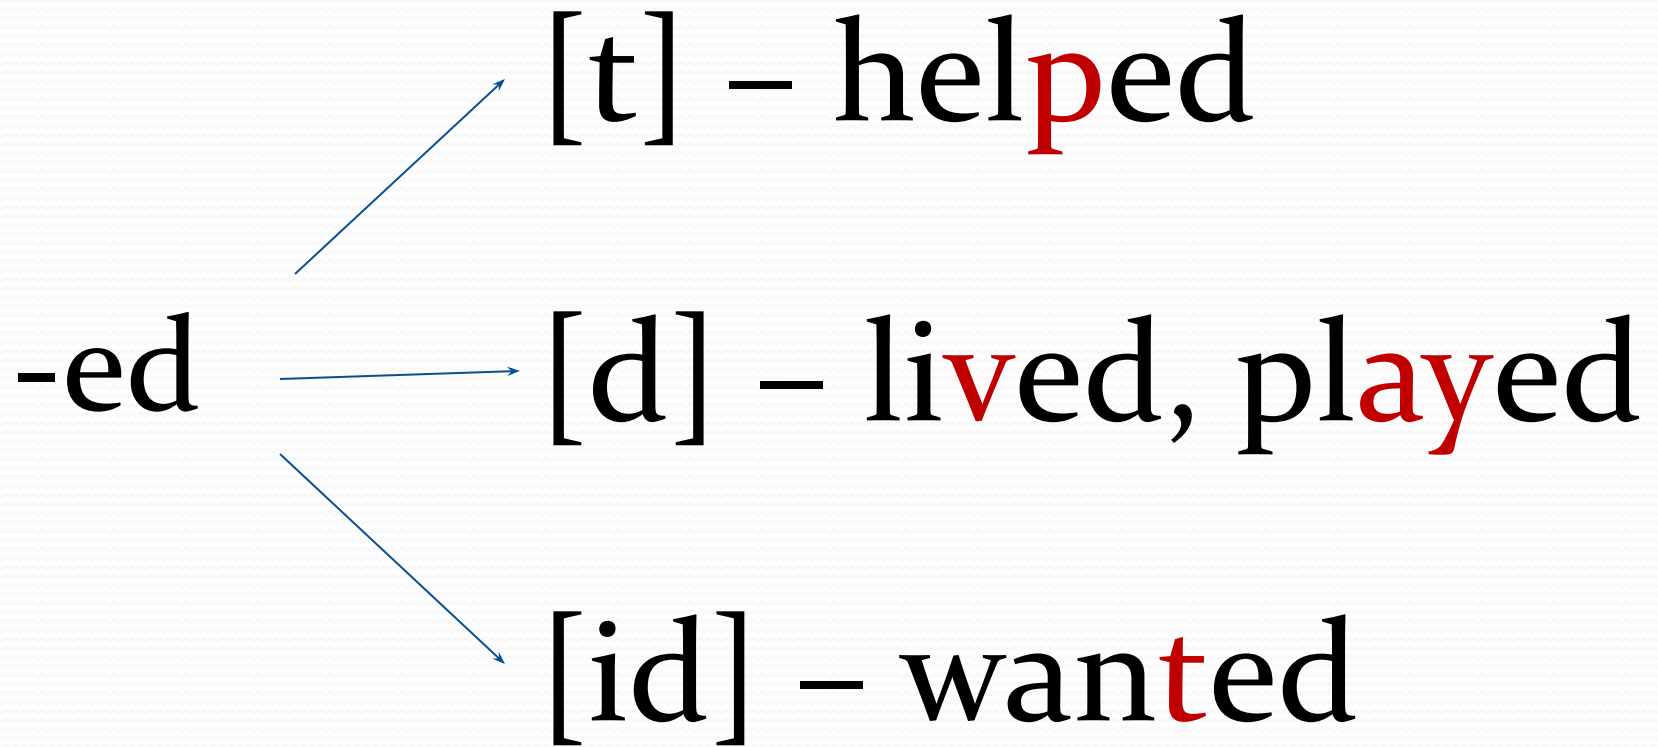 [t] – helped
-ed
[d] – lived, played
[id] – wanted